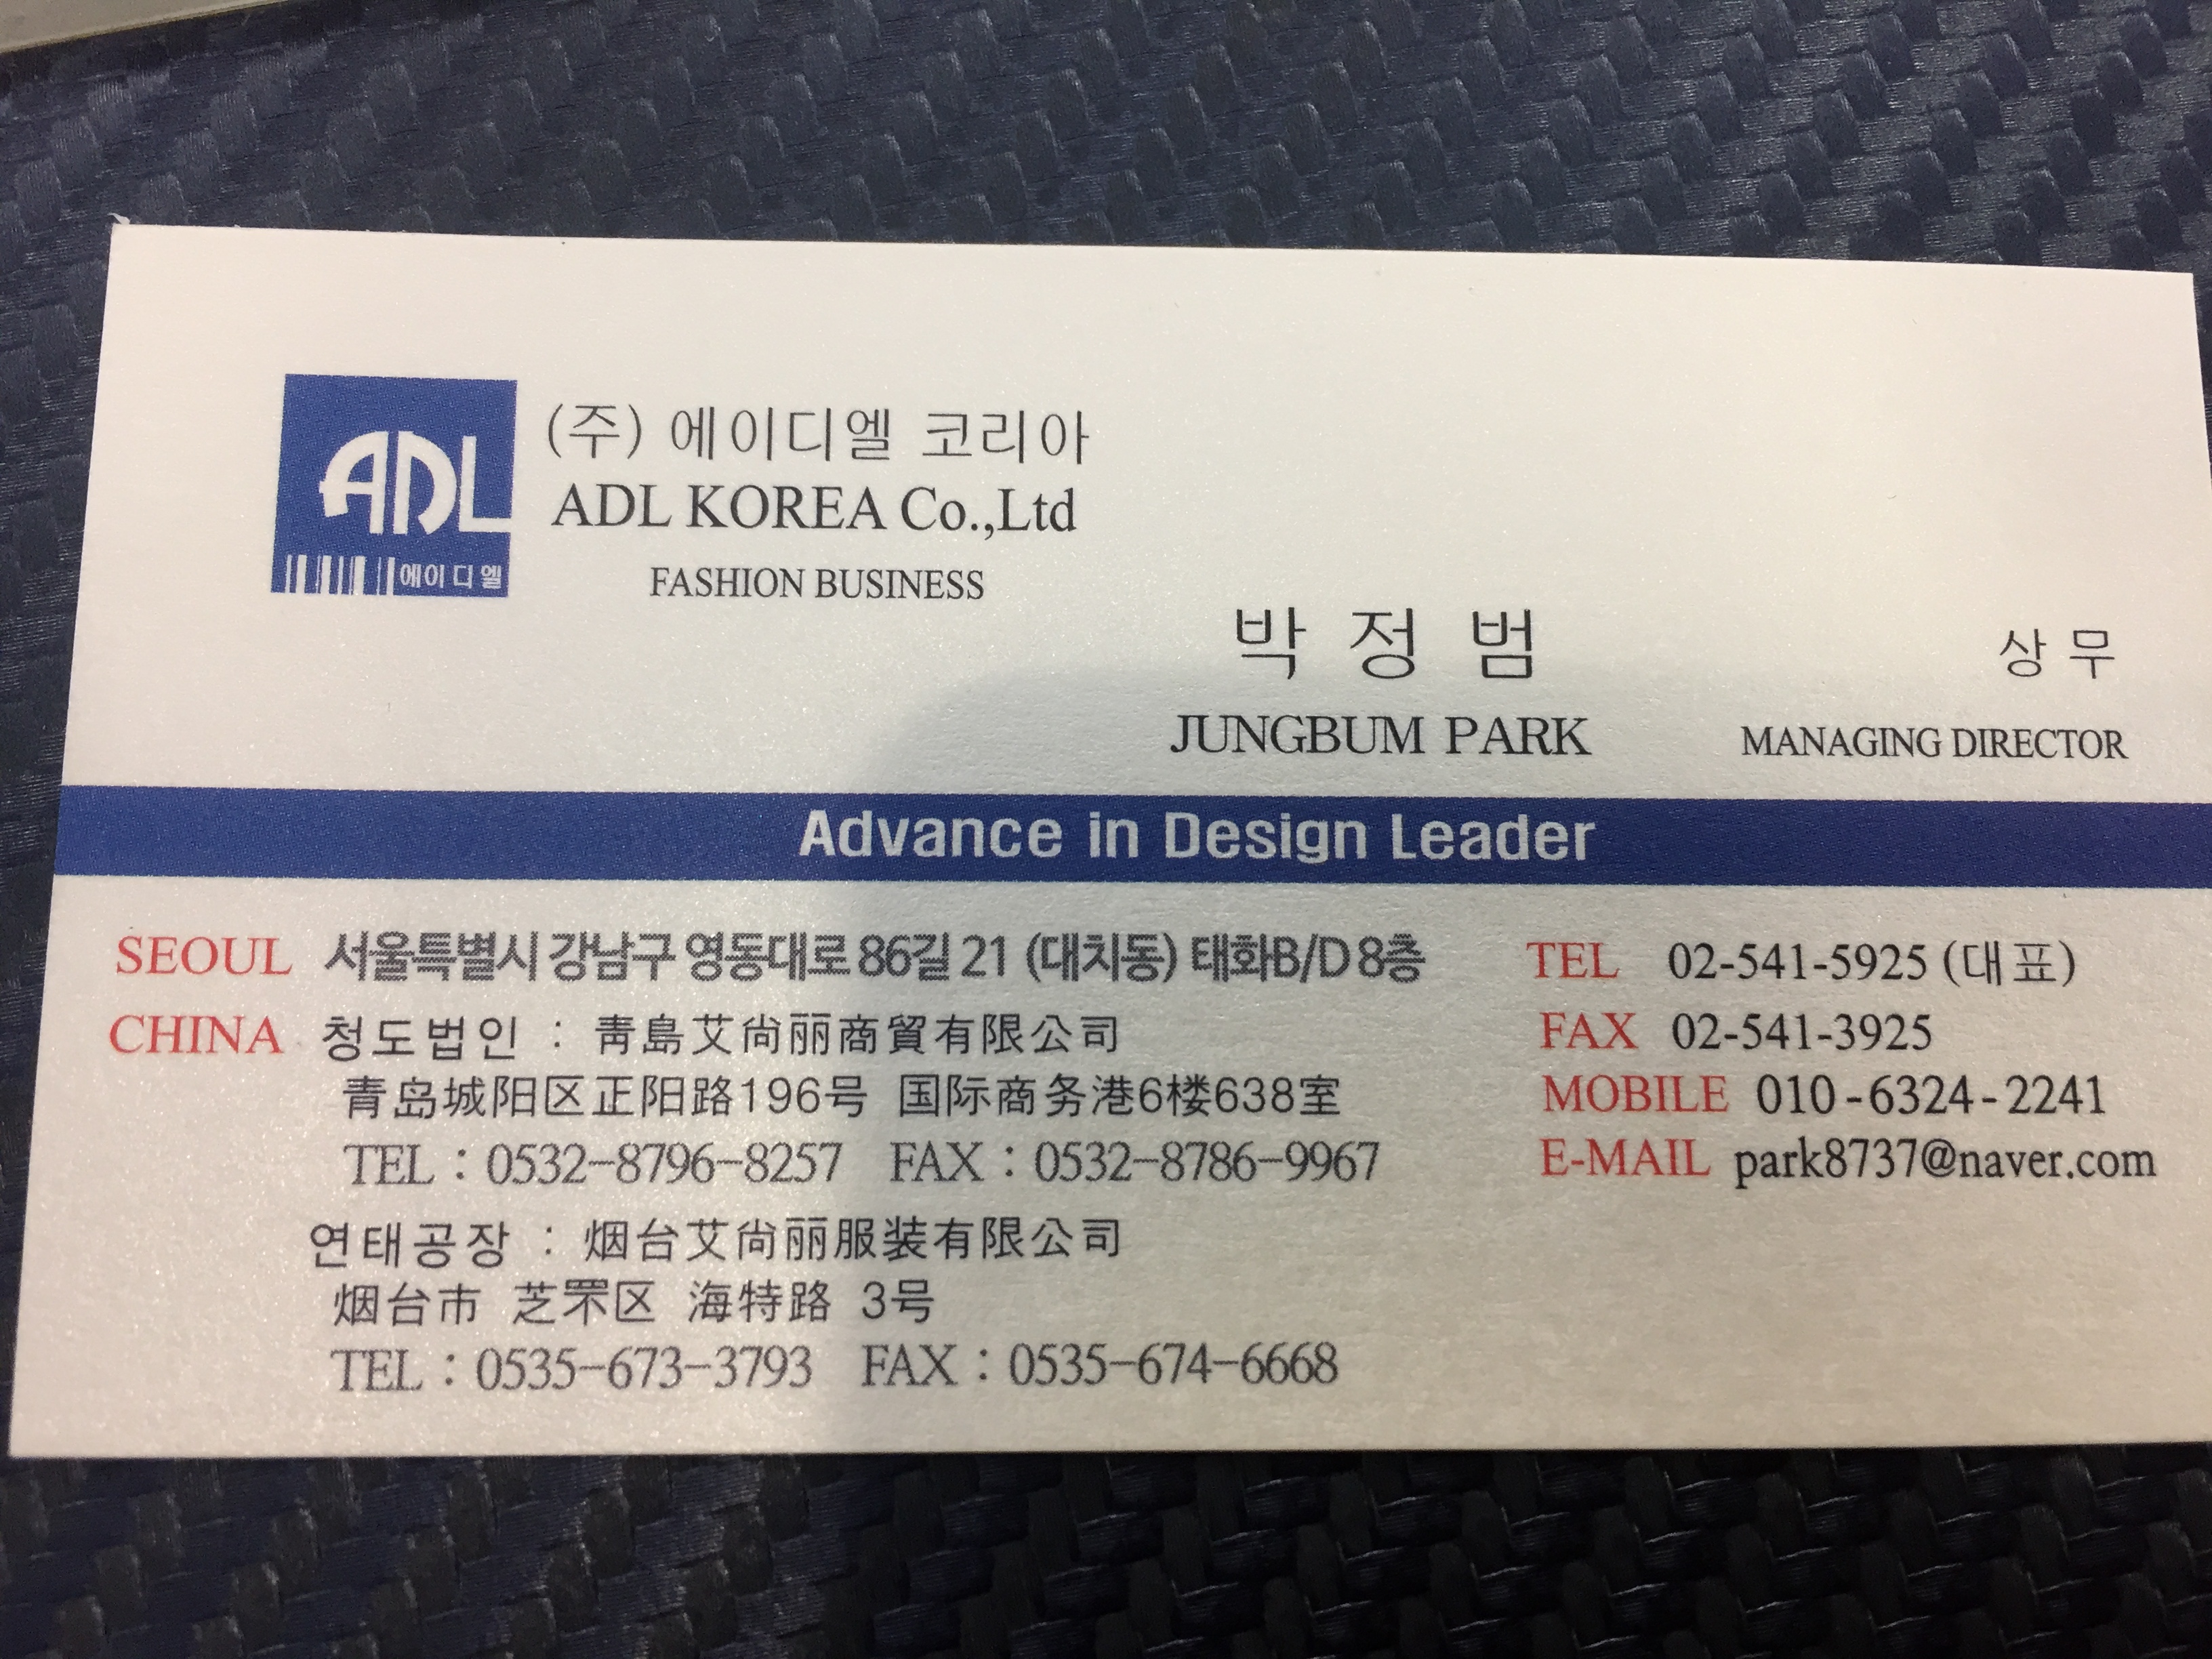 ADL
에이디엘
(주) 에이디엘 코리아
ADL KOREA Co.,Ltd
FASHION BUSINESS
박정범 상무
JUNGBUM PARK MANAGING DIRECTOR
Advance in Design Leader
SEOUL 서울특별시 강남구 영동대로 86길 21 (대치동) 태화B/D 8층
CHINA 청도법인 : 靑島艾尙丽商貿有限公司
青岛城阳区正阳路196号 国际商务港6楼638室
TEL : 0532-8796-8257 FAX : 0532-8786-9967
연태공장 : 烟台艾尙丽服装有限公司
烟台市 芝罘区 海特路 3号
TEL : 0535-673-3793 FAX : 0535-674-6668
TEL 02-541-5925 (대표)
FAX 02-541-3925
MOBILE 010-6324-2241
E-MAIL park8737@naver.com